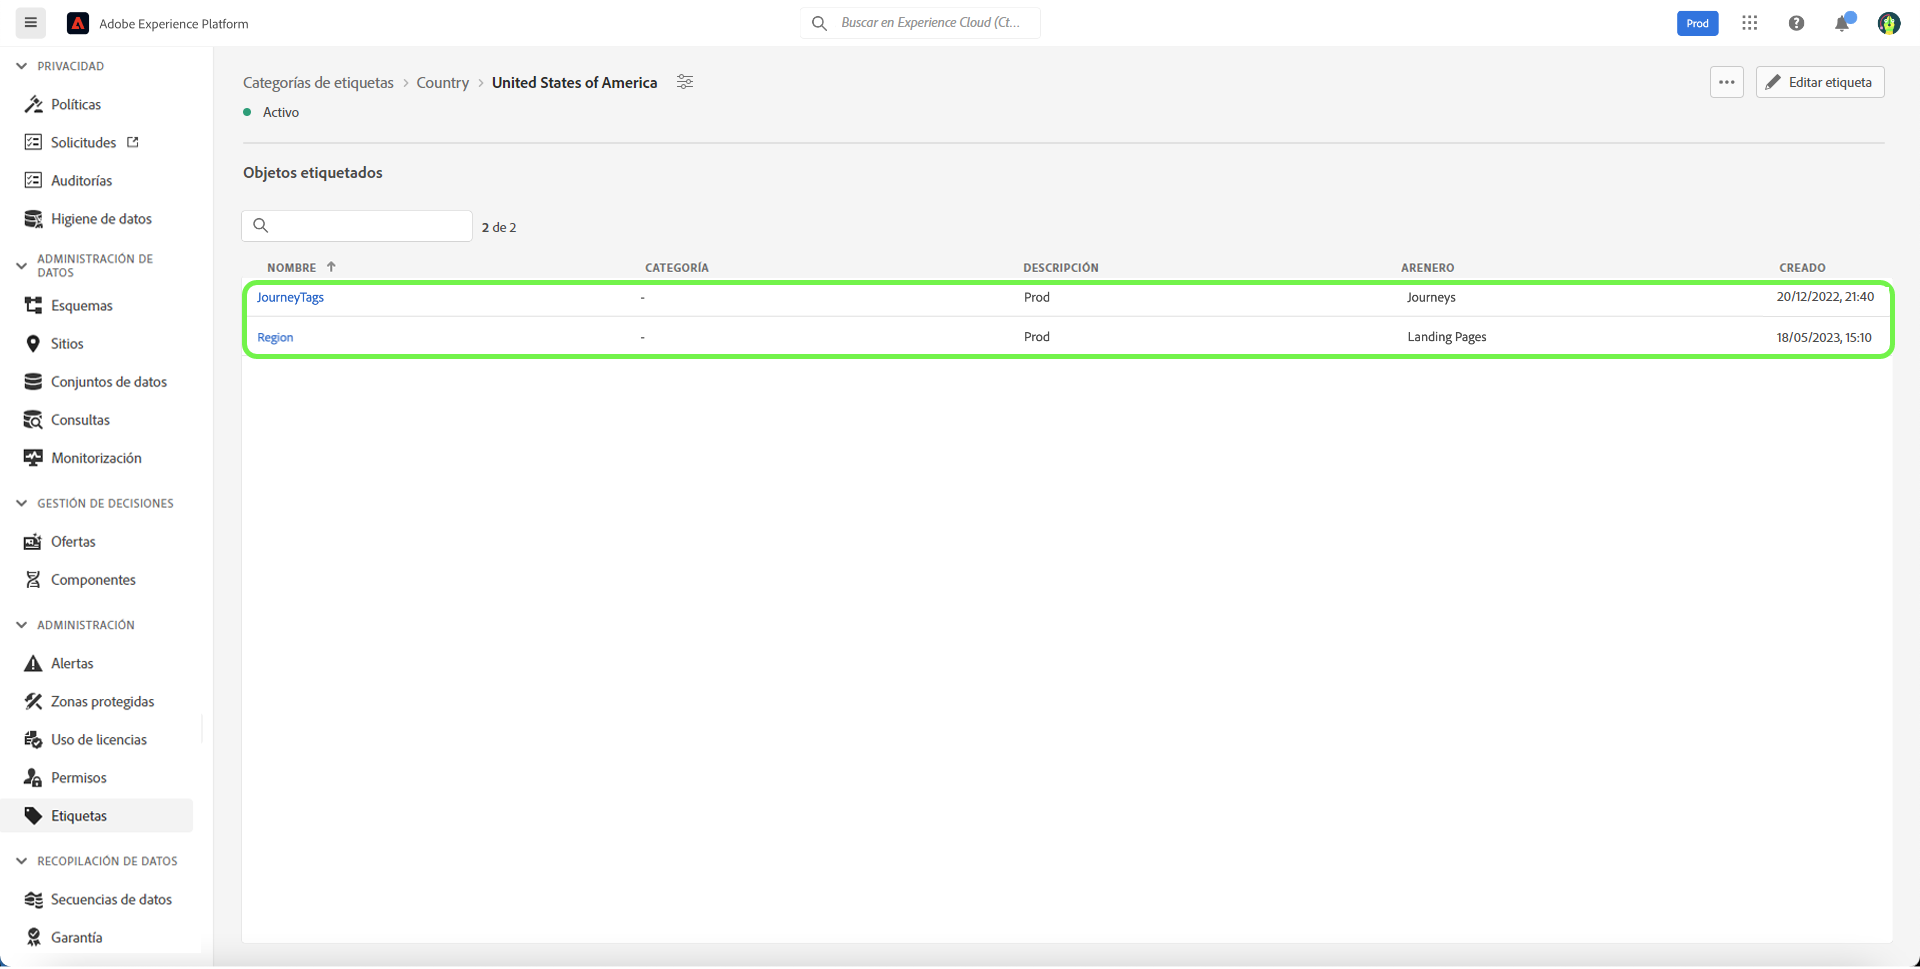 Adobe Experience Platform
Buscar en Experience Cloud (Ct...
Prod
PRIVACIDAD
Políticas
Solicitudes
Auditorías
Higiene de datos
ADMINISTRACIÓN DE
DATOS
Esquemas
Sitios
Conjuntos de datos
Consultas
Monitorización
GESTIÓN DE DECISIONES
Ofertas
Componentes
ADMINISTRACIÓN
Alertas
Zonas protegidas
Uso de licencias
Permisos
Etiquetas
RECOPILACIÓN DE DATOS
Secuencias de datos
Garantía
Categorías de etiquetas > Country > United States of America
Editar etiqueta
Activo
Objetos etiquetados
2 de 2
NOMBRE CATEGORÍA DESCRIPCIÓN ARENERO CREADO
JourneyTags - Prod Journeys 20/12/2022, 21:40
Region - Prod Landing Pages 18/05/2023, 15:10